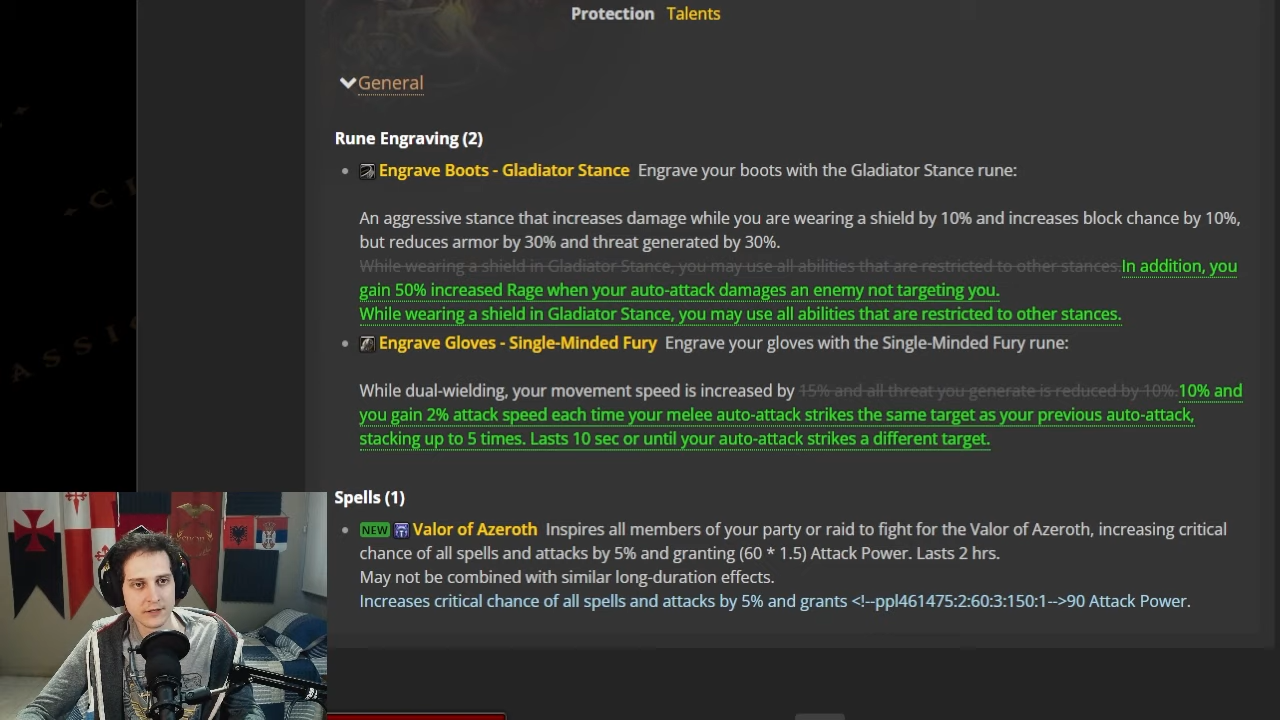 Protection Talents
General
Rune Engraving (2)
Engrave Boots - Gladiator Stance Engrave your boots with the Gladiator Stance rune:
An aggressive stance that increases damage while you are wearing a shield by 10% and increases block chance by 10%,
but reduces armor by 30% and threat generated by 30%.
While wearing a shield in Gladiator Stance, you may use all abilities that are restricted to other stances.In addition, you
gain 50% increased Rage when your auto-attack damages an enemy not targeting you.
While wearing a shield in Gladiator Stance, you may use all abilities that are restricted to other stances.
Engrave Gloves - Single-Minded Fury Engrave your gloves with the Single-Minded Fury rune:
While dual-wielding, your movement speed is increased by 15% and all threat you generate is reduced by 10%.10% and
you gain 2% attack speed each time your melee auto-attack strikes the same target as your previous auto-attack,
stacking up to 5 times. Lasts 10 sec or until your auto-attack strikes a different target.
Spells (1)
NEW Valor of Azeroth Inspires all members of your party or raid to fight for the Valor of Azeroth, increasing critical
chance of all spells and attacks by 5% and granting (60 * 1.5) Attack Power. Lasts 2 hrs.
May not be combined with similar long-duration effects.
Increases critical chance of all spells and attacks by 5% and grants <!--ppl461475:2:60:3:150:1-->90 Attack Power.